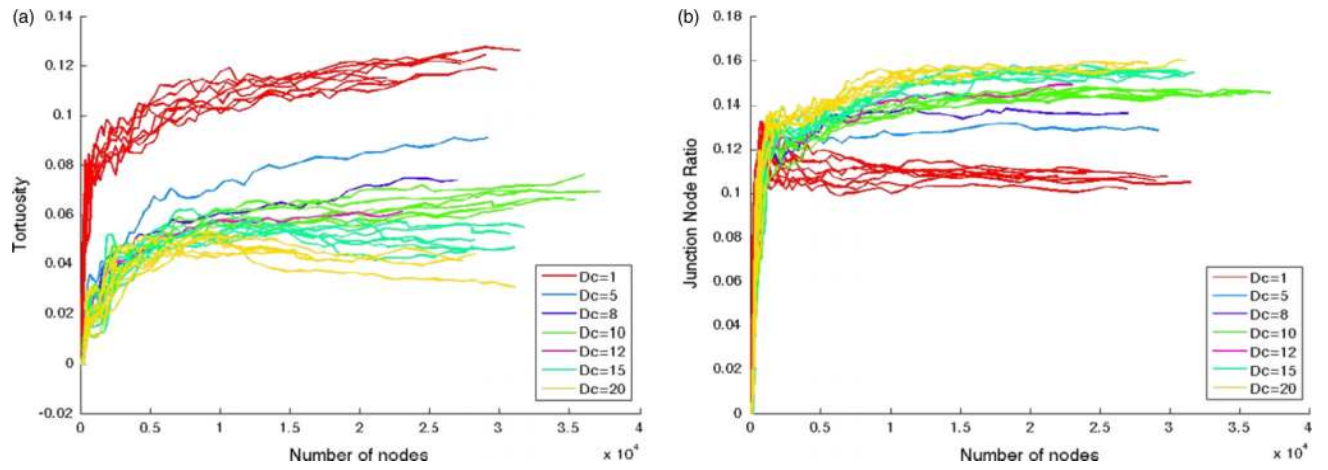 (a)
0.14
0.12
0.1
0.08
0.06
0.04
0.02
0
-0.02
Tortuosity
0 0.5 1 1.5 2 2.5 3 3.5 4
Number of nodes
× 10^4
Dc=1
Dc=5
Dc=8
Dc=10
Dc=12
Dc=15
Dc=20
(b)
0.18
0.16
0.14
0.12
0.1
0.08
0.06
0.04
0.02
0
Junction Node Ratio
0 0.5 1 1.5 2 2.5 3 3.5 4
Number of nodes
× 10^4
Dc=1
Dc=5
Dc=8
Dc=10
Dc=12
Dc=15
Dc=20